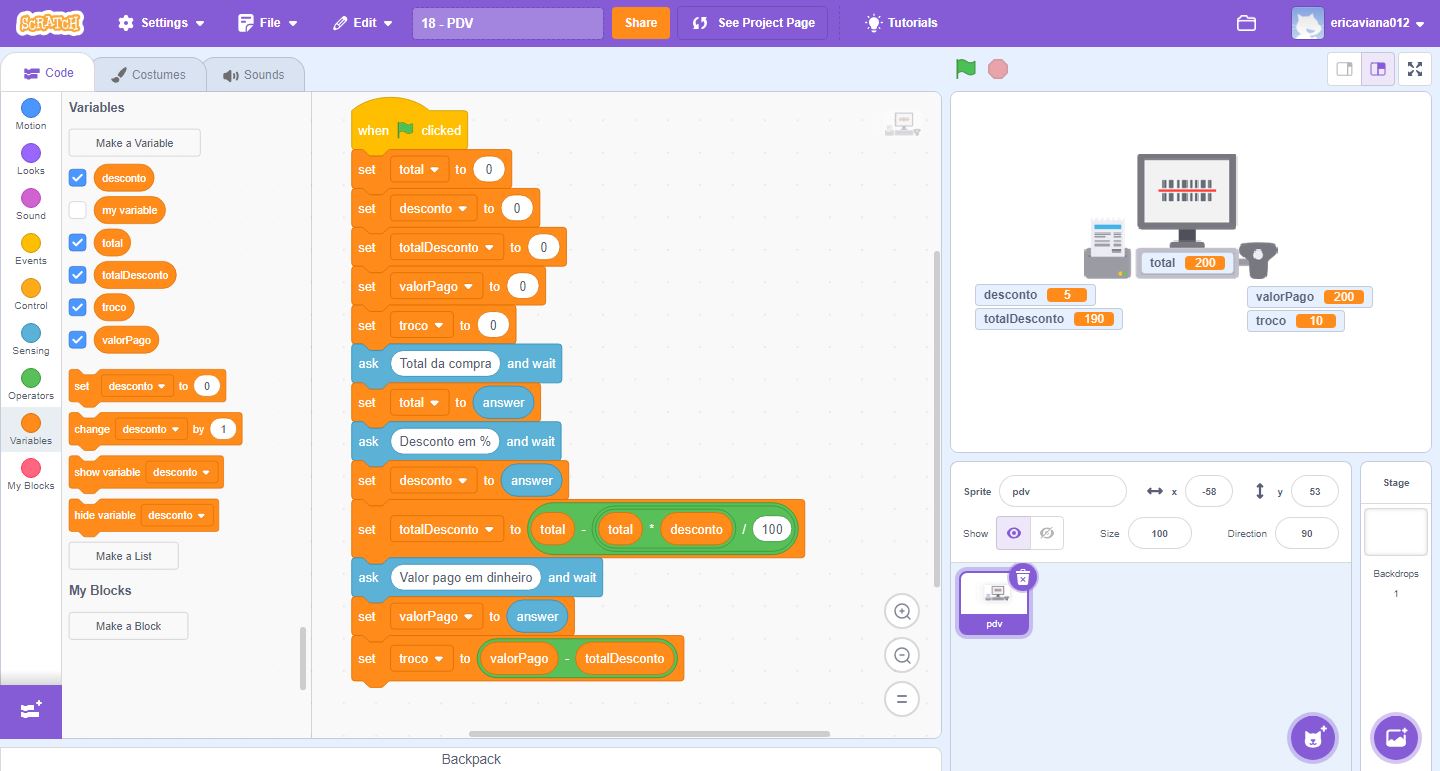 SCRATCH Settings File Edit 18 - PDV Share See Project Page Tutorials ericaviana012
Code Costumes Sounds
Motion
Looks
Sound
Events
Control
Sensing
Operators
Variables
My Blocks
Variables
Make a Variable
desconto
my variable
total
totalDesconto
troco
valorPago
set desconto to 0
change desconto by 1
show variable desconto
hide variable desconto
Make a List
My Blocks
Make a Block
when clicked
set total to 0
set desconto to 0
set totalDesconto to 0
set valorPago to 0
set troco to 0
ask Total da compra and wait
set total to answer
ask Desconto em % and wait
set desconto to answer
set totalDesconto to total - total * desconto / 100
ask Valor pago em dinheiro and wait
set valorPago to answer
set troco to valorPago - totalDesconto
total 200
desconto 5
totalDesconto 190
valorPago 200
troco 10
Sprite pdv x -58 y 53
Show Size 100 Direction 90
pdv
Stage
Backdrops
1
Backpack